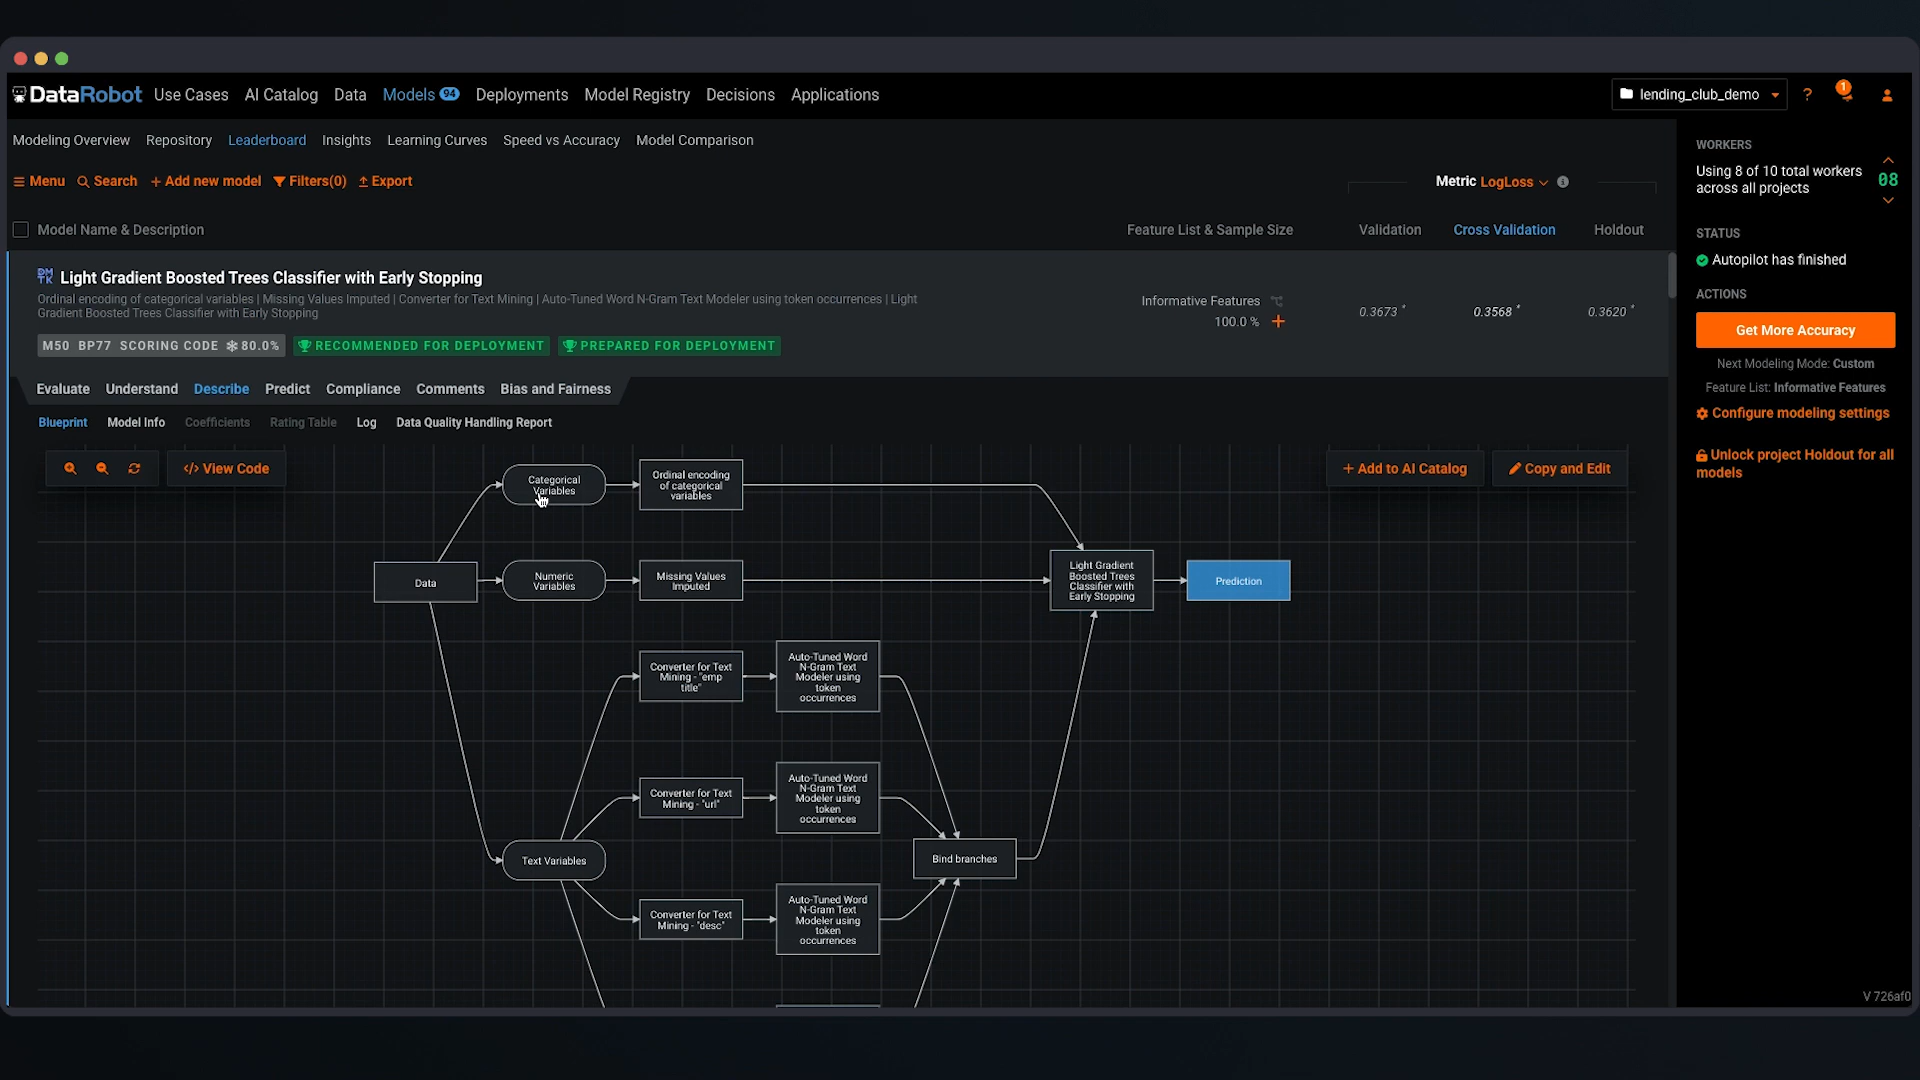 DataRobot Use Cases AI Catalog Data Models 94 Deployments Model Registry Decisions Applications lending_club_demo ? 1
Modeling Overview Repository Leaderboard Insights Learning Curves Speed vs Accuracy Model Comparison
Menu Search + Add new model Filters(0) Export Metric LogLoss
Model Name & Description Feature List & Sample Size Validation Cross Validation Holdout
Light Gradient Boosted Trees Classifier with Early Stopping
Ordinal encoding of categorical variables | Missing Values Imputed | Converter for Text Mining | Auto-Tuned Word N-Gram Text Modeler using token occurrences | Light
Gradient Boosted Trees Classifier with Early Stopping
Informative Features
100.0 % +
0.3673 * 0.3568 * 0.3620 *
M50 BP77 SCORING CODE 80.0% RECOMMENDED FOR DEPLOYMENT PREPARED FOR DEPLOYMENT
Evaluate Understand Describe Predict Compliance Comments Bias and Fairness
Blueprint Model Info Coefficients Rating Table Log Data Quality Handling Report
</> View Code
+ Add to AI Catalog Copy and Edit
Categorical
Variables
Ordinal encoding
of categorical
variables
Data
Numeric
Variables
Missing Values
Imputed
Light Gradient
Boosted Trees
Classifier with
Early Stopping
Prediction
Converter for Text
Mining - "emp
title"
Auto-Tuned Word
N-Gram Text
Modeler using
token
occurrences
Converter for Text
Mining - "url"
Auto-Tuned Word
N-Gram Text
Modeler using
token
occurrences
Text Variables
Bind branches
Converter for Text
Mining - "desc"
Auto-Tuned Word
N-Gram Text
Modeler using
token
occurrences
WORKERS
Using 8 of 10 total workers
across all projects
08
STATUS
Autopilot has finished
ACTIONS
Get More Accuracy
Next Modeling Mode: Custom
Feature List: Informative Features
Configure modeling settings
Unlock project Holdout for all
models
V 726af0